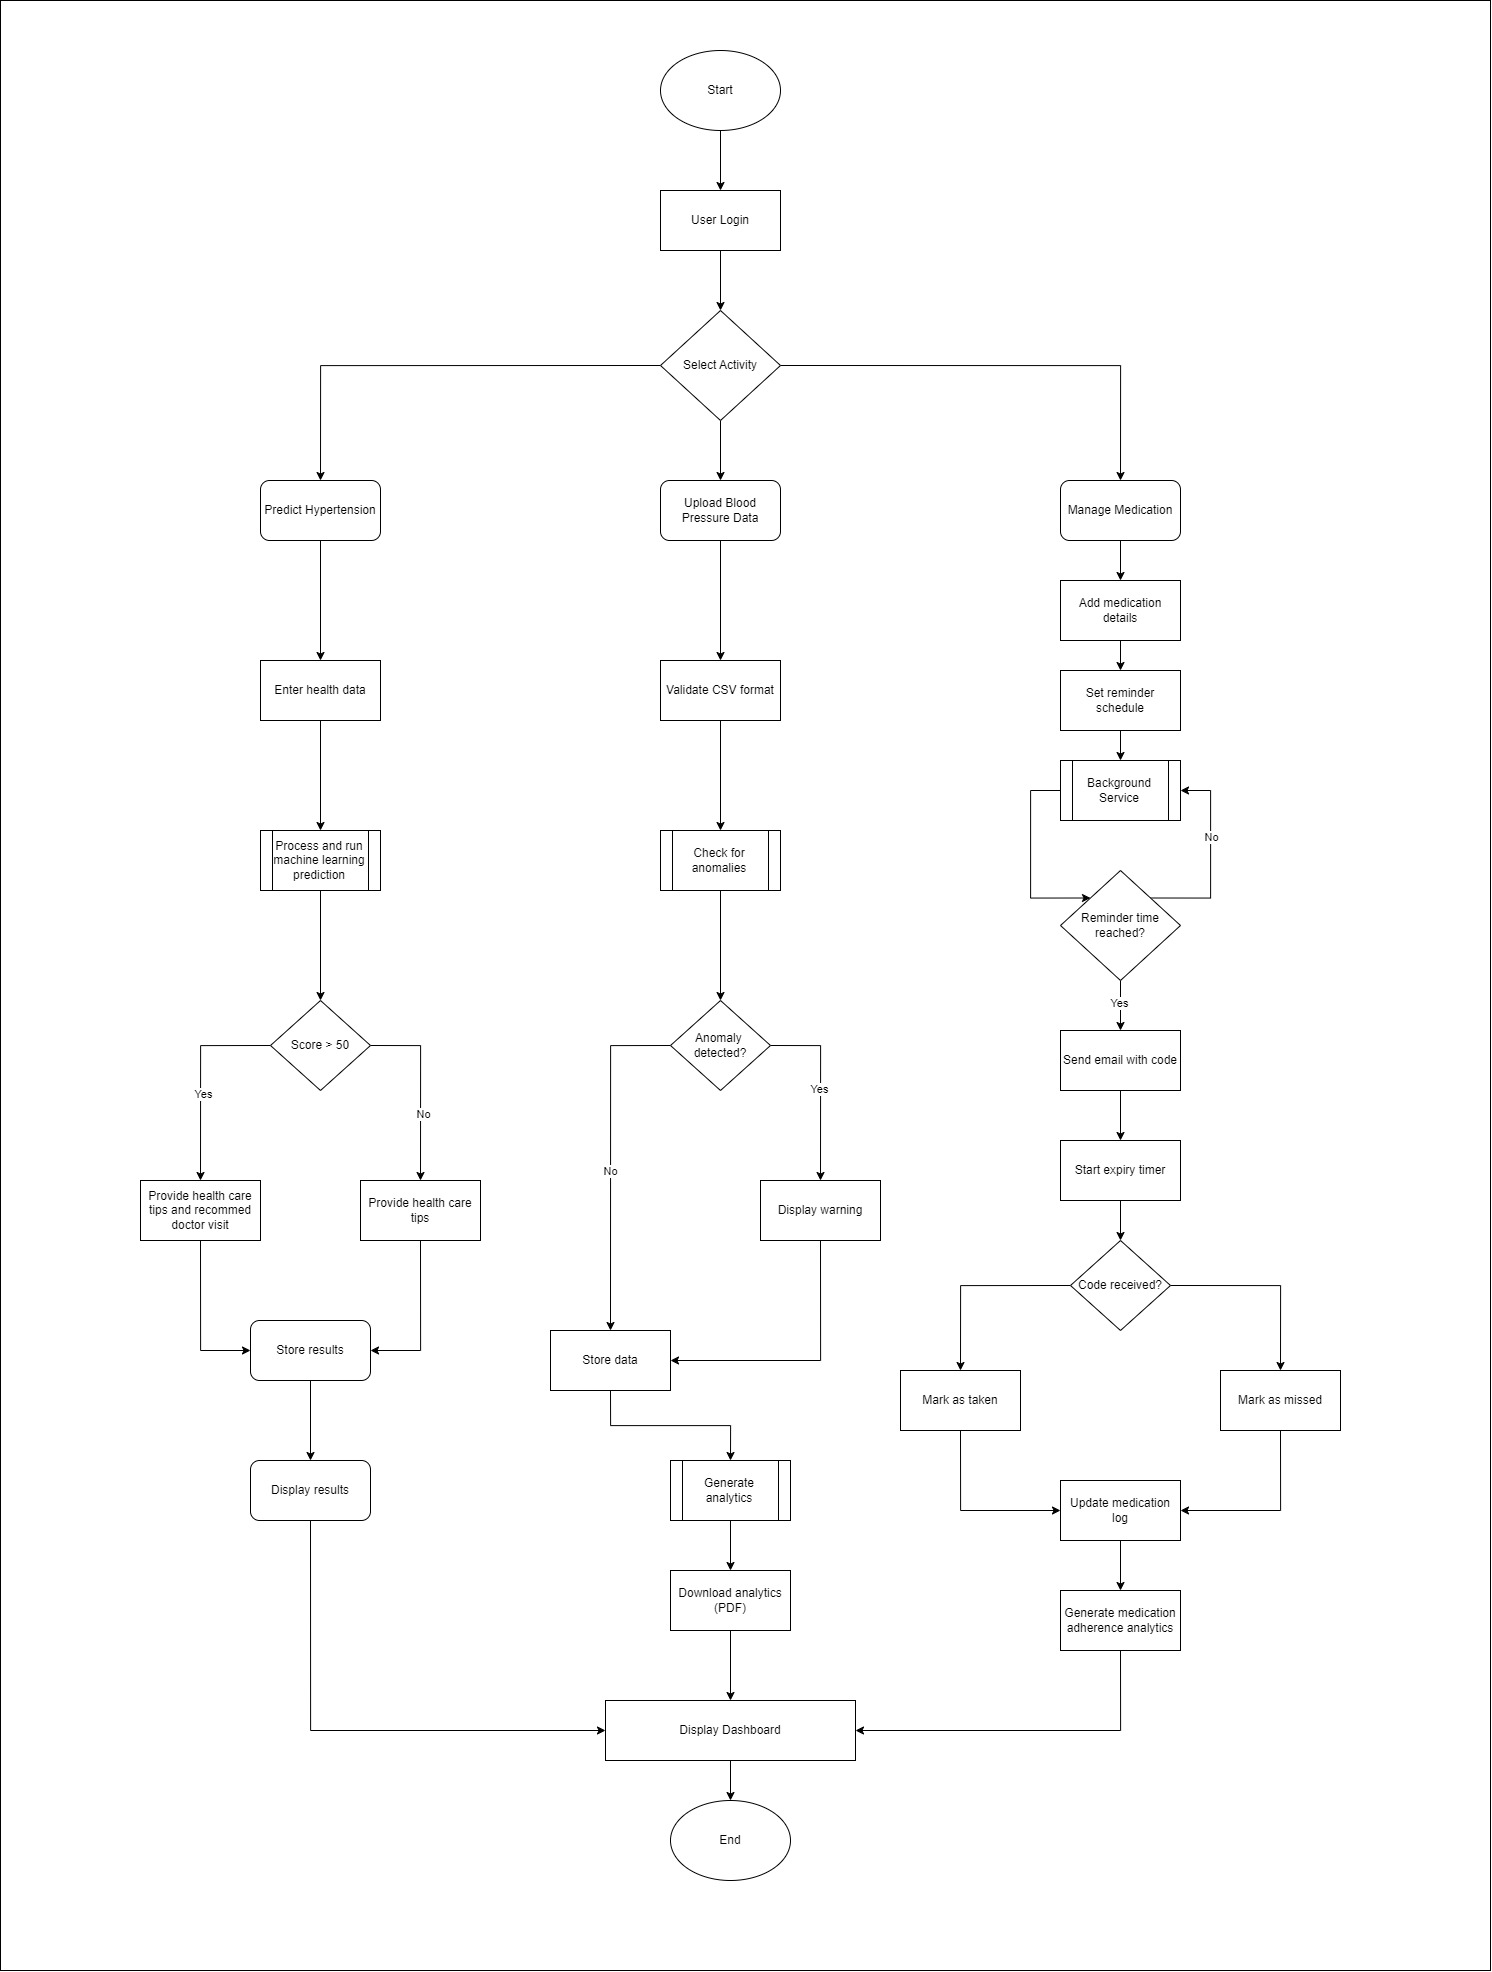 Start
User Login
Select Activity
Predict Hypertension
Upload Blood
Pressure Data
Manage Medication
Add medication
details
Enter health data
Validate CSV format
Set reminder
schedule
Background
Service
No
Process and run
machine learning
prediction
Check for
anomalies
Reminder time
reached?
Yes
Score > 50
Anomaly
detected?
Send email with code
Yes
No
Yes
No
Start expiry timer
Provide health care
tips and recommed
doctor visit
Provide health care
tips
Display warning
Code received?
Store results
Store data
Mark as taken
Mark as missed
Display results
Generate
analytics
Update medication
log
Download analytics
(PDF)
Generate medication
adherence analytics
Display Dashboard
End